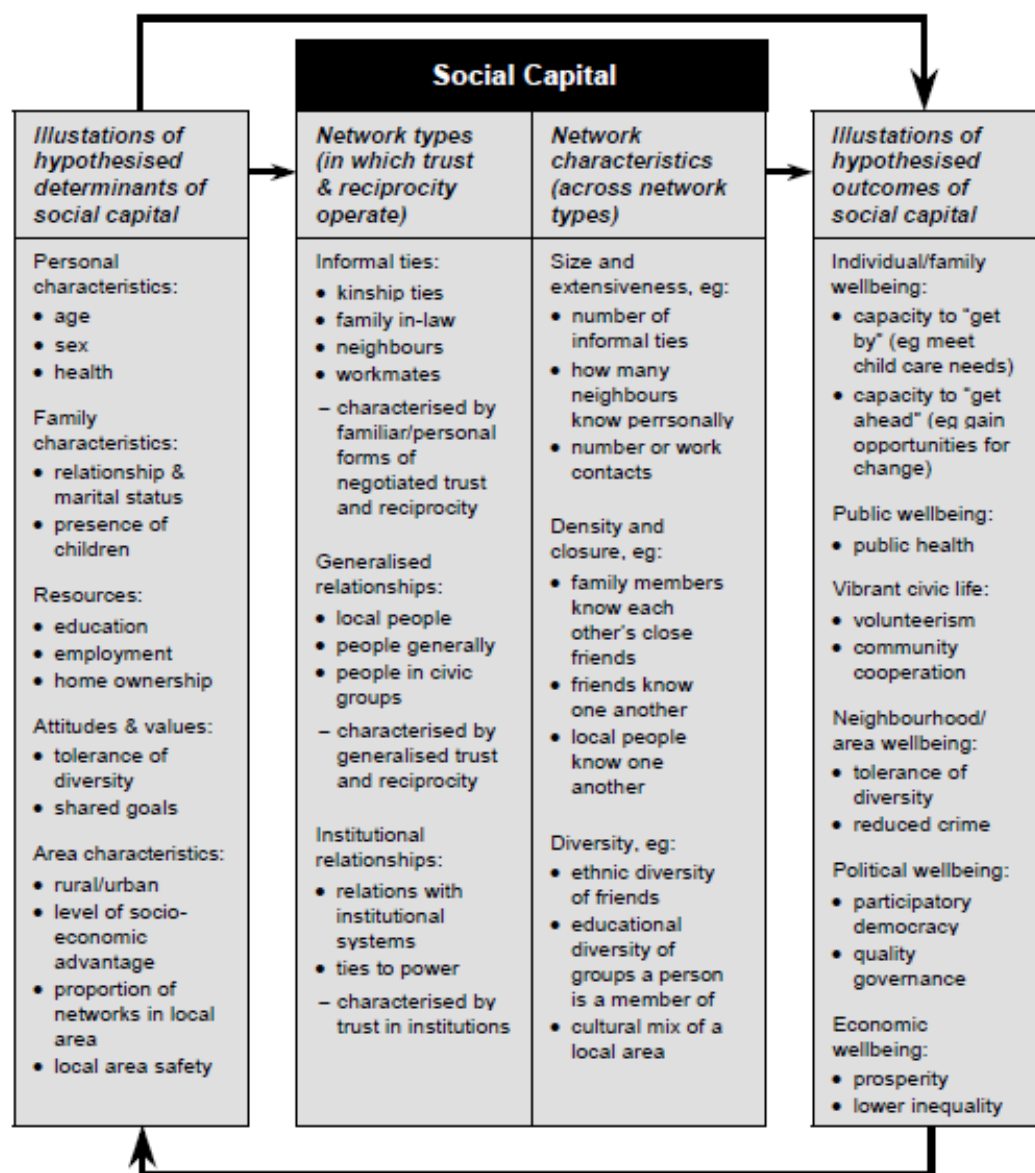 Social Capital
Illustations of
hypothesised
determinants of
social capital
Personal
characteristics:
• age
• sex
• health
Family
characteristics:
• relationship &
marital status
• presence of
children
Resources:
• education
• employment
• home ownership
Attitudes & values:
• tolerance of
diversity
• shared goals
Area characteristics:
• rural/urban
• level of socio-
economic
advantage
• proportion of
networks in local
area
• local area safety
Network types
(in which trust
& reciprocity
operate)
Informal ties:
• kinship ties
• family in-law
• neighbours
• workmates
– characterised by
familiar/personal
forms of
negotiated trust
and reciprocity
Generalised
relationships:
• local people
• people generally
• people in civic
groups
– characterised by
generalised trust
and reciprocity
Institutional
relationships:
• relations with
institutional
systems
• ties to power
– characterised by
trust in institutions
Network
characteristics
(across network
types)
Size and
extensiveness, eg:
• number of
informal ties
• how many
neighbours
know perrsonally
• number or work
contacts
Density and
closure, eg:
• family members
know each
other's close
friends
• friends know
one another
• local people
know one
another
Diversity, eg:
• ethnic diversity
of friends
• educational
diversity of
groups a person
is a member of
• cultural mix of a
local area
Illustations of
hypothesised
outcomes of
social capital
Individual/family
wellbeing:
• capacity to "get
by" (eg meet
child care needs)
• capacity to "get
ahead" (eg gain
opportunities for
change)
Public wellbeing:
• public health
Vibrant civic life:
• volunteerism
• community
cooperation
Neighbourhood/
area wellbeing:
• tolerance of
diversity
• reduced crime
Political wellbeing:
• participatory
democracy
• quality
governance
Economic
wellbeing:
• prosperity
• lower inequality